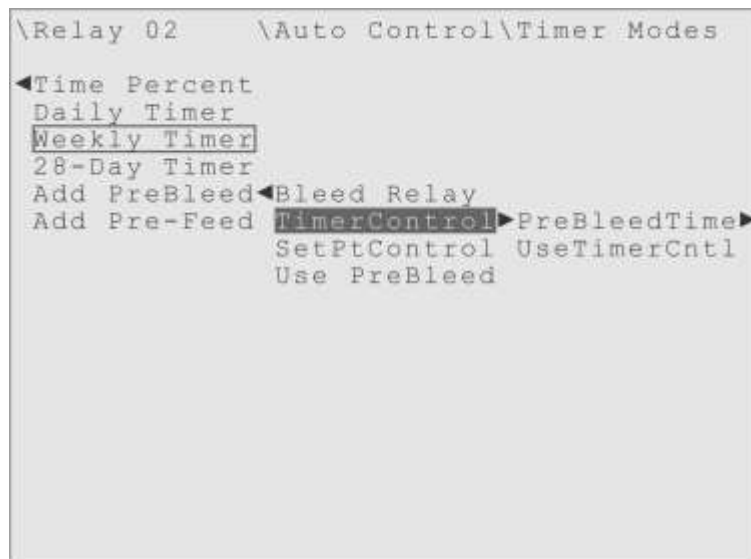 \Relay 02 \Auto Control\Timer Modes
◀Time Percent
Daily Timer
Weekly Timer
28-Day Timer
Add PreBleed◀Bleed Relay
Add Pre-Feed TimerControl▶PreBleedTime▶
SetPtControl UseTimerCntl
Use PreBleed